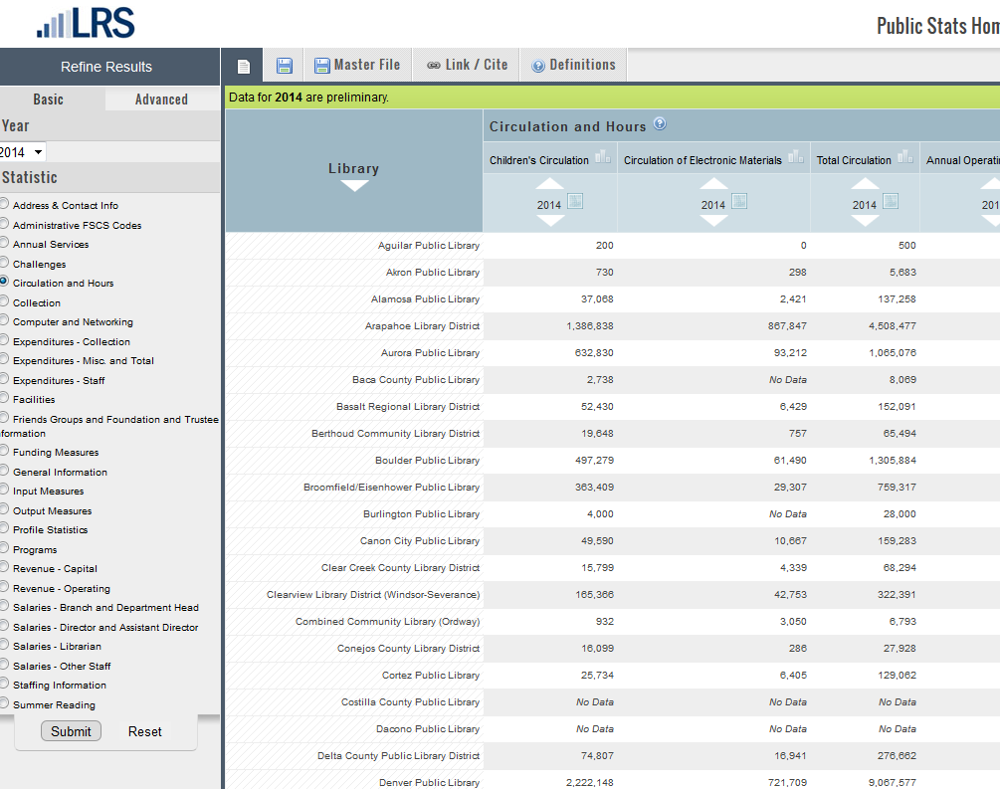 LRS
Public Stats Hom
Refine Results
Master File
Link / Cite
Definitions
Basic
Advanced
Data for 2014 are preliminary.
Year
2014
Statistic
Address & Contact Info
Administrative FSCS Codes
Annual Services
Challenges
Circulation and Hours
Collection
Computer and Networking
Expenditures - Collection
Expenditures - Misc. and Total
Expenditures - Staff
Facilities
Friends Groups and Foundation and Trustee
nformation
Funding Measures
General Information
Input Measures
Output Measures
Profile Statistics
Programs
Revenue - Capital
Revenue - Operating
Salaries - Branch and Department Head
Salaries - Director and Assistant Director
Salaries - Librarian
Salaries - Other Staff
Staffing Information
Summer Reading
Submit Reset
Library
Circulation and Hours ?
Children's Circulation Circulation of Electronic Materials Total Circulation Annual Operati
2014 2014 2014 201
Aguilar Public Library 200 0 500
Akron Public Library 730 298 5,683
Alamosa Public Library 37,068 2,421 137,258
Arapahoe Library District 1,386,838 867,847 4,508,477
Aurora Public Library 632,830 93,212 1,065,076
Baca County Public Library 2,738 No Data 8,069
Basalt Regional Library District 52,430 6,429 152,091
Berthoud Community Library District 19,648 757 65,494
Boulder Public Library 497,279 61,490 1,305,884
Broomfield/Eisenhower Public Library 363,409 29,307 759,317
Burlington Public Library 4,000 No Data 28,000
Canon City Public Library 49,590 10,667 159,283
Clear Creek County Library District 15,799 4,339 68,294
Clearview Library District (Windsor-Severance) 165,366 42,753 322,391
Combined Community Library (Ordway) 932 3,050 6,793
Conejos County Library District 16,099 286 27,928
Cortez Public Library 25,734 6,405 129,062
Costilla County Public Library No Data No Data No Data
Dacono Public Library No Data No Data No Data
Delta County Public Library District 74,807 16,941 276,662
Denver Public Library 2,222,148 721,709 9,067,577